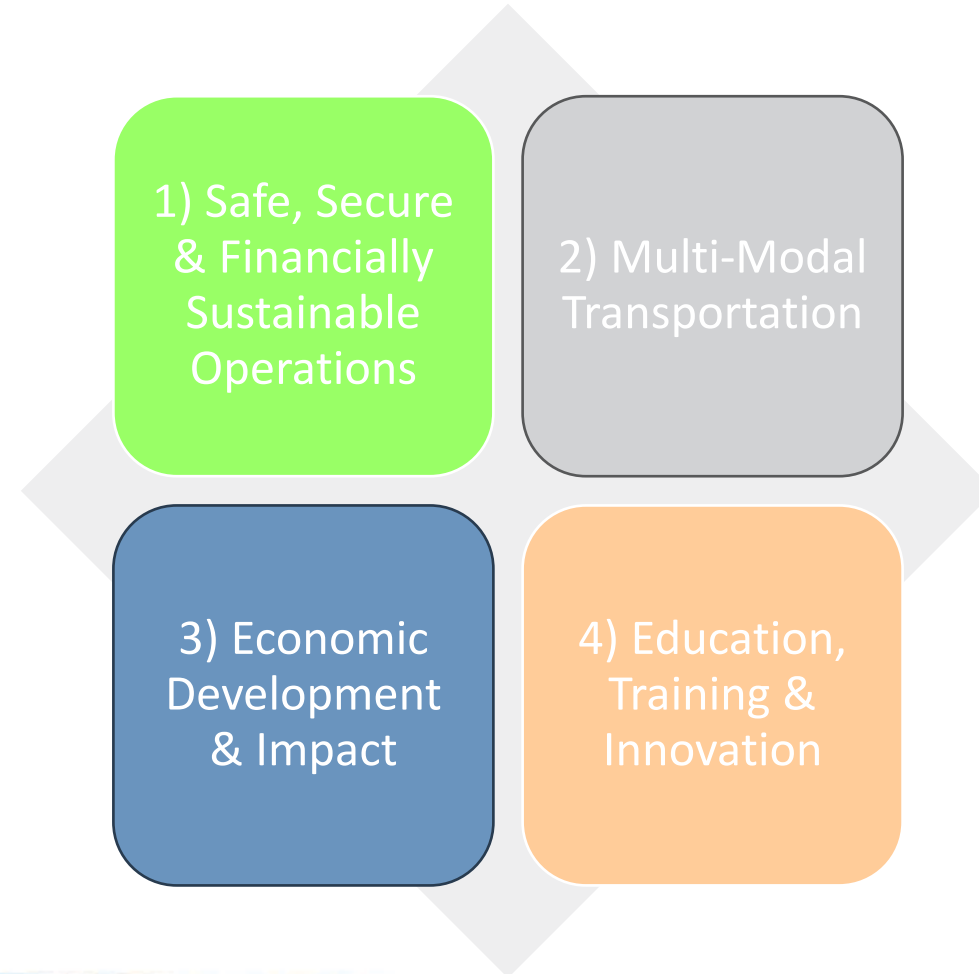 1) Safe, Secure
& Financially
Sustainable
Operations
2) Multi-Modal
Transportation
3) Economic
Development
& Impact
4) Education,
Training &
Innovation